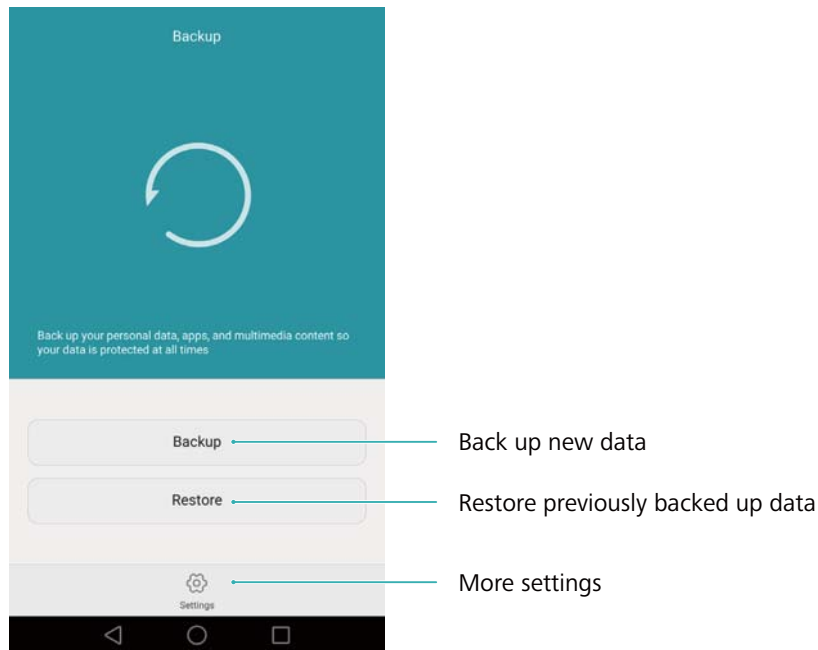 Backup
Back up your personal data, apps, and multimedia content so
your data is protected at all times
Backup
Back up new data
Restore
Restore previously backed up data
More settings
Settings